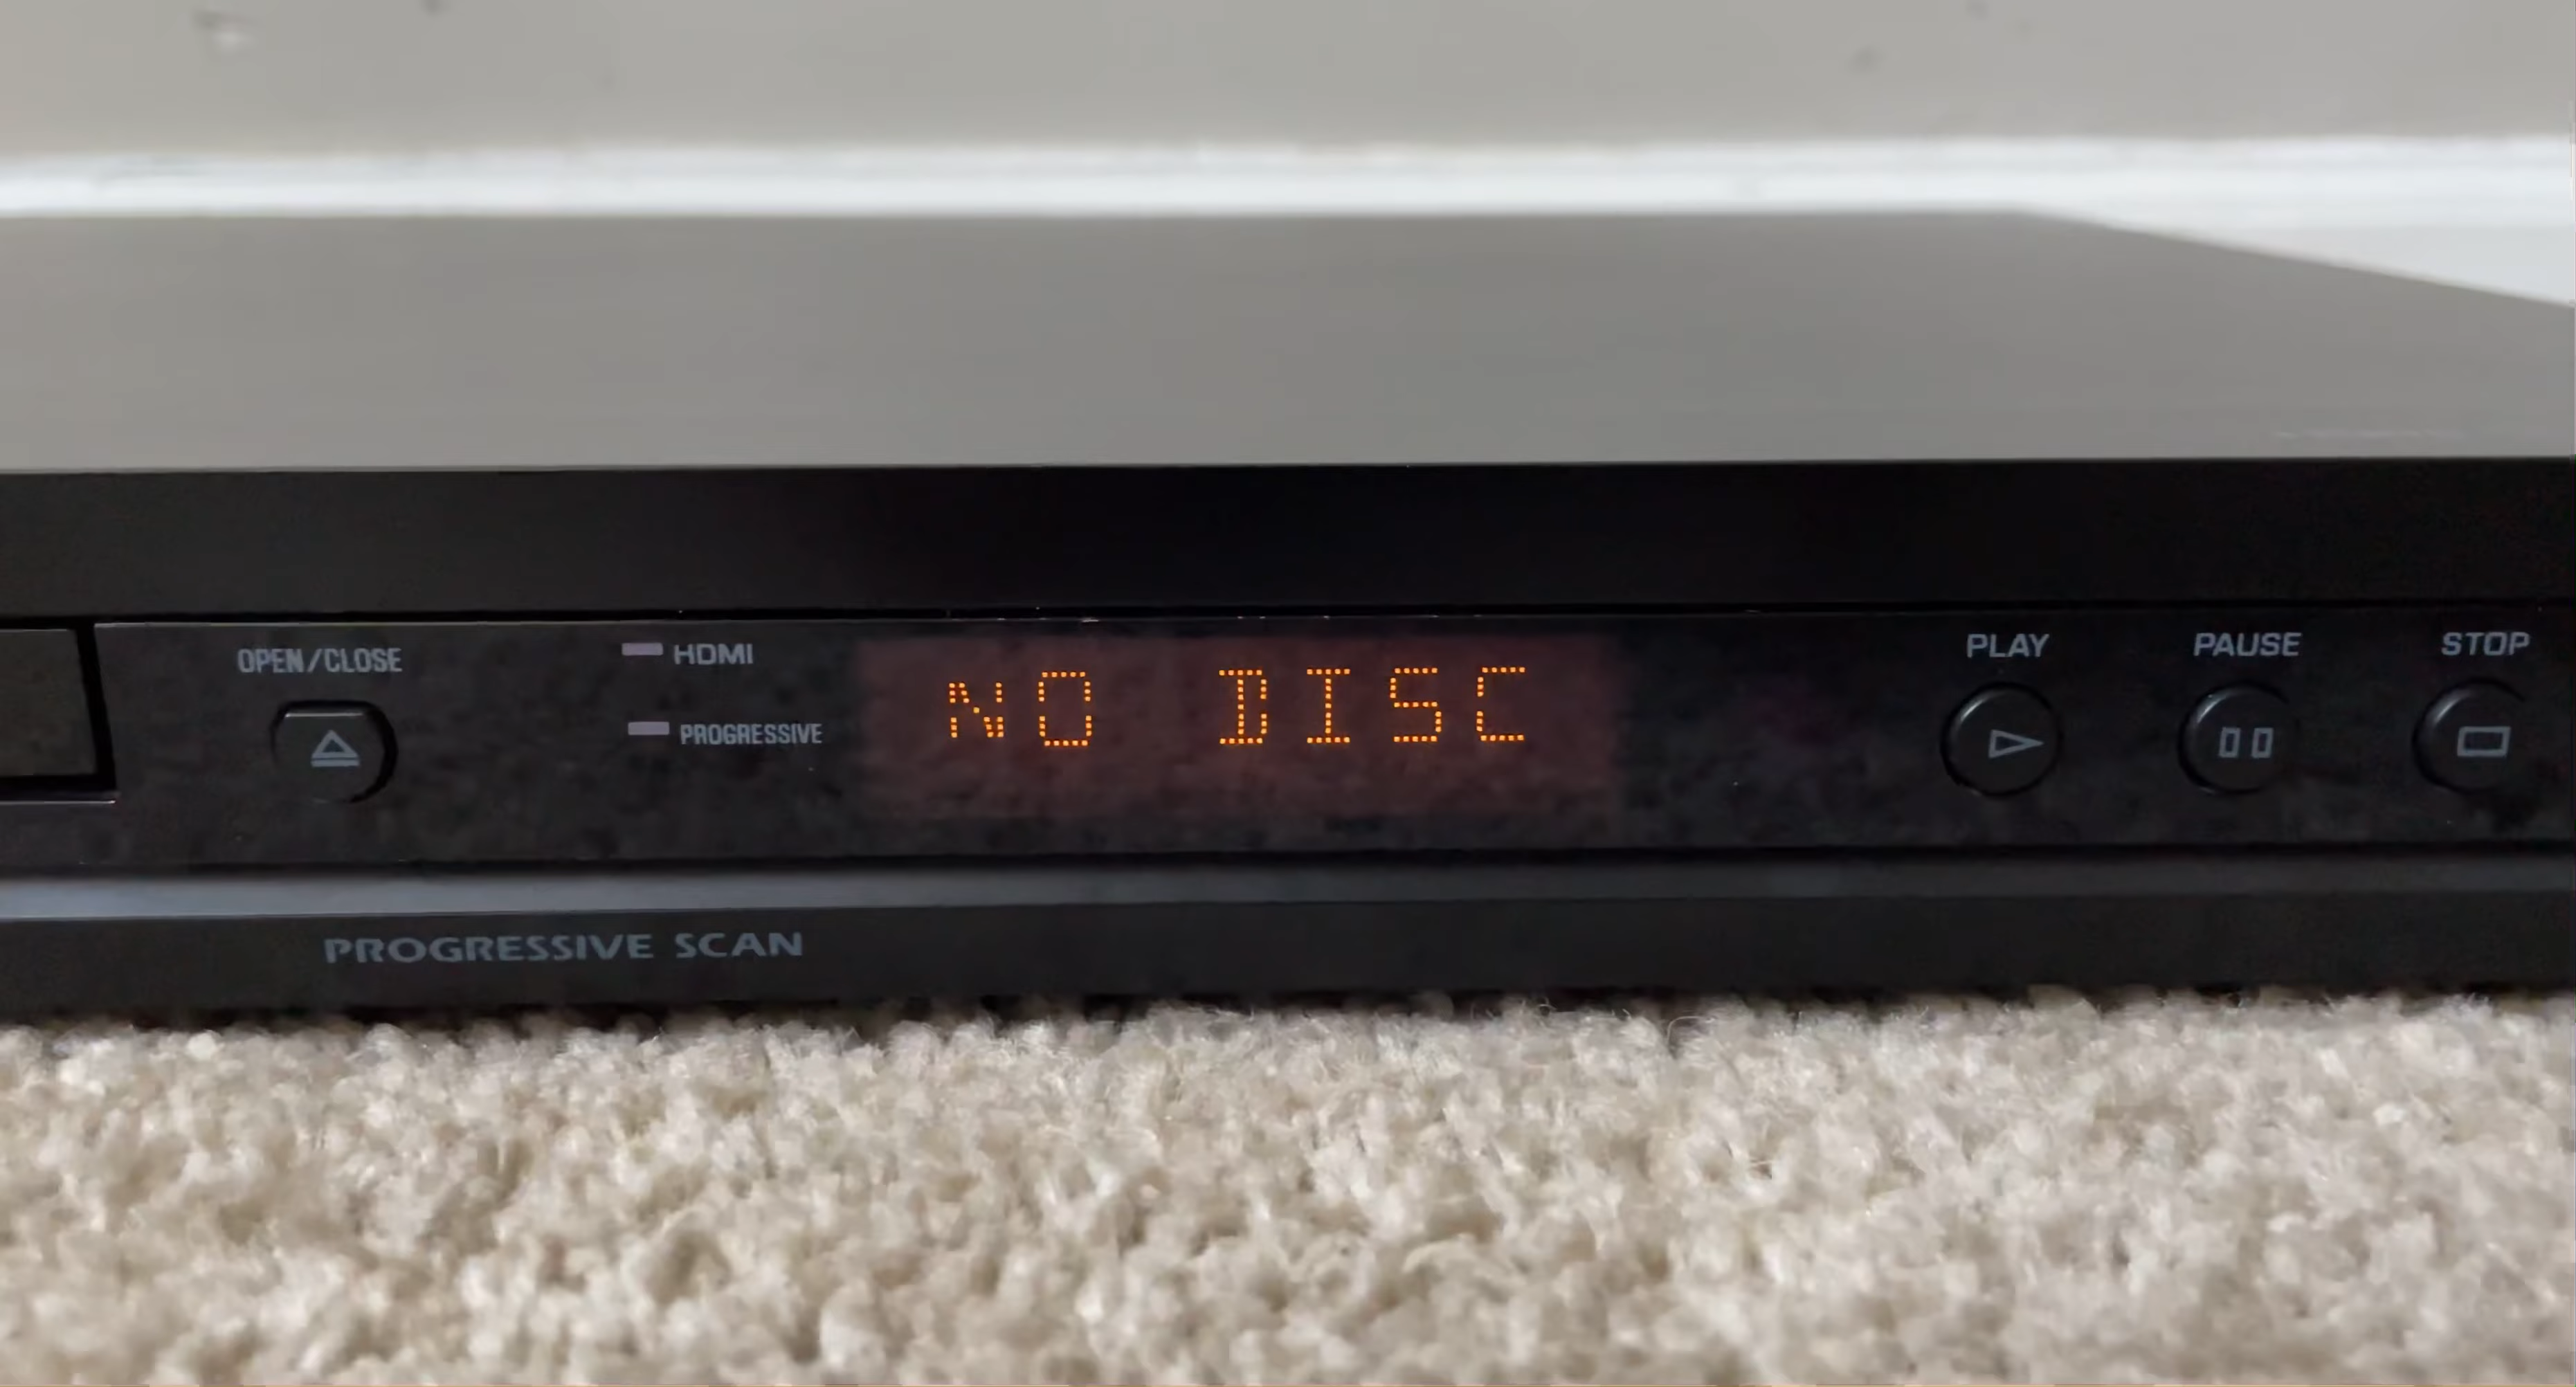 OPEN/CLOSE
HDMI
PROGRESSIVE
NO DISC
PLAY
PAUSE
STOP
PROGRESSIVE SCAN